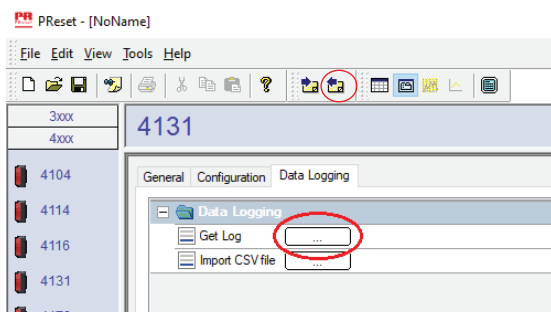 PR PReset - [NoName]
File Edit View Tools Help
3xxx
4xxx
4131
4104
4114
4116
4131
General Configuration Data Logging
Data Logging
Get Log ...
Import CSV file ...